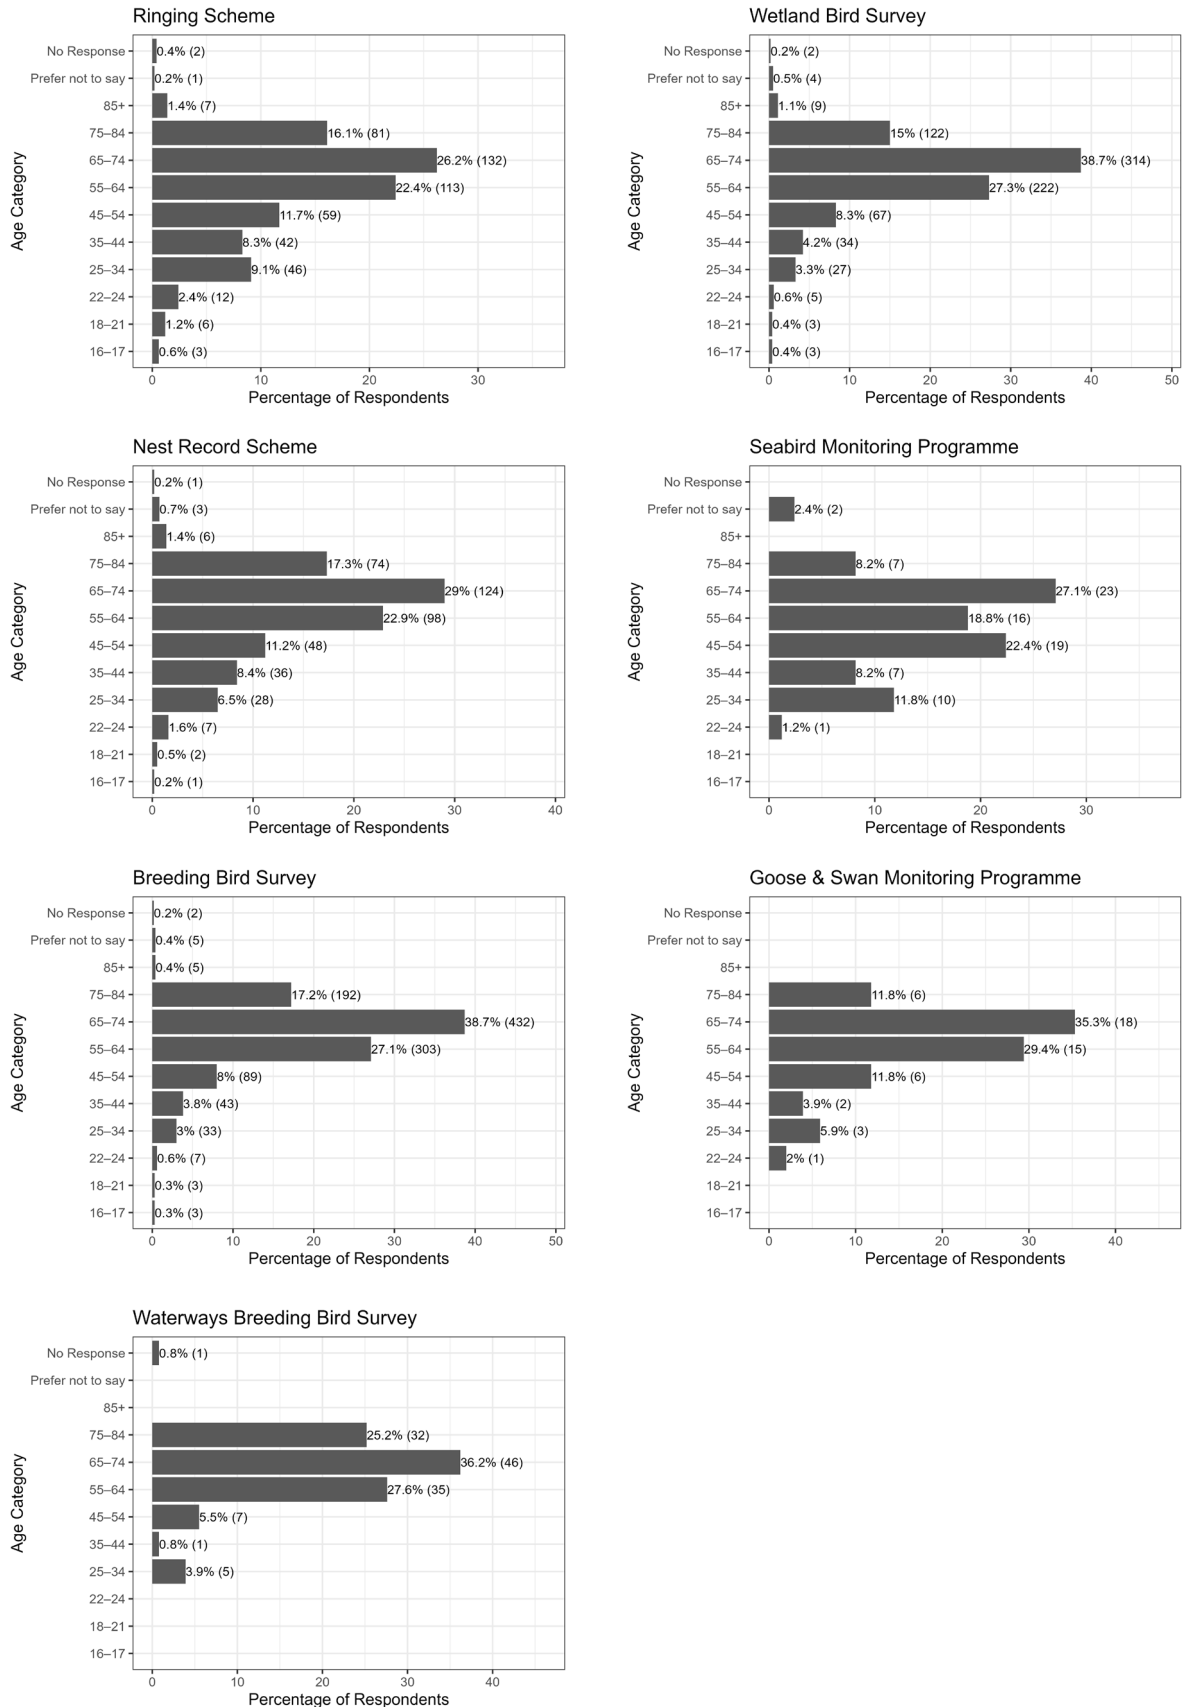 Ringing Scheme
Age Category
No Response 0.4% (2)
Prefer not to say 0.2% (1)
85+ 1.4% (7)
75–84 16.1% (81)
65–74 26.2% (132)
55–64 22.4% (113)
45–54 11.7% (59)
35–44 8.3% (42)
25–34 9.1% (46)
22–24 2.4% (12)
18–21 1.2% (6)
16–17 0.6% (3)
0 10 20 30
Percentage of Respondents
Wetland Bird Survey
Age Category
No Response 0.2% (2)
Prefer not to say 0.5% (4)
85+ 1.1% (9)
75–84 15% (122)
65–74 38.7% (314)
55–64 27.3% (222)
45–54 8.3% (67)
35–44 4.2% (34)
25–34 3.3% (27)
22–24 0.6% (5)
18–21 0.4% (3)
16–17 0.4% (3)
0 10 20 30 40 50
Percentage of Respondents
Nest Record Scheme
Age Category
No Response 0.2% (1)
Prefer not to say 0.7% (3)
85+ 1.4% (6)
75–84 17.3% (74)
65–74 29% (124)
55–64 22.9% (98)
45–54 11.2% (48)
35–44 8.4% (36)
25–34 6.5% (28)
22–24 1.6% (7)
18–21 0.5% (2)
16–17 0.2% (1)
0 10 20 30 40
Percentage of Respondents
Seabird Monitoring Programme
Age Category
No Response
Prefer not to say 2.4% (2)
85+
75–84 8.2% (7)
65–74 27.1% (23)
55–64 18.8% (16)
45–54 22.4% (19)
35–44 8.2% (7)
25–34 11.8% (10)
22–24 1.2% (1)
18–21
16–17
0 10 20 30
Percentage of Respondents
Breeding Bird Survey
Age Category
No Response 0.2% (2)
Prefer not to say 0.4% (5)
85+ 0.4% (5)
75–84 17.2% (192)
65–74 38.7% (432)
55–64 27.1% (303)
45–54 8% (89)
35–44 3.8% (43)
25–34 3% (33)
22–24 0.6% (7)
18–21 0.3% (3)
16–17 0.3% (3)
0 10 20 30 40 50
Percentage of Respondents
Goose & Swan Monitoring Programme
Age Category
No Response
Prefer not to say
85+
75–84 11.8% (6)
65–74 35.3% (18)
55–64 29.4% (15)
45–54 11.8% (6)
35–44 3.9% (2)
25–34 5.9% (3)
22–24 2% (1)
18–21
16–17
0 10 20 30 40
Percentage of Respondents
Waterways Breeding Bird Survey
Age Category
No Response 0.8% (1)
Prefer not to say
85+
75–84 25.2% (32)
65–74 36.2% (46)
55–64 27.6% (35)
45–54 5.5% (7)
35–44 0.8% (1)
25–34 3.9% (5)
22–24
18–21
16–17
0 10 20 30 40
Percentage of Respondents